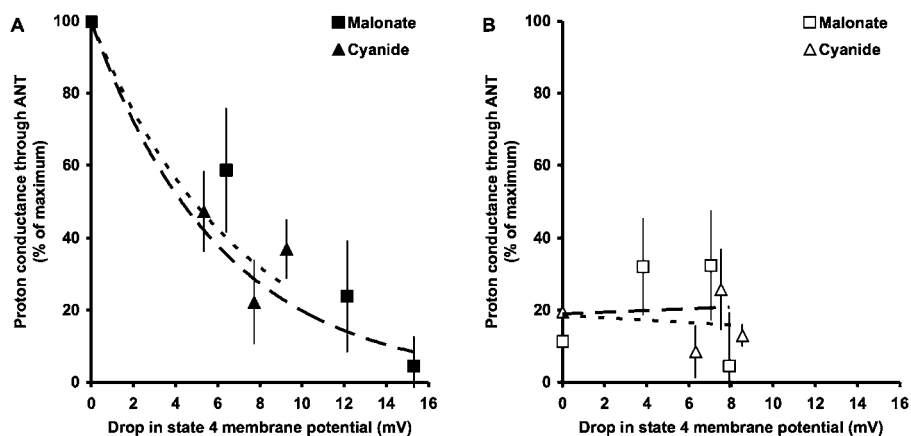 A
Malonate
Cyanide
Proton conductance through ANT
(% of maximum)
100
80
60
40
20
0
0 2 4 6 8 10 12 14 16
Drop in state 4 membrane potential (mV)
B
Malonate
Cyanide
Proton conductance through ANT
(% of maximum)
100
80
60
40
20
0
0 2 4 6 8 10 12 14 16
Drop in state 4 membrane potential (mV)